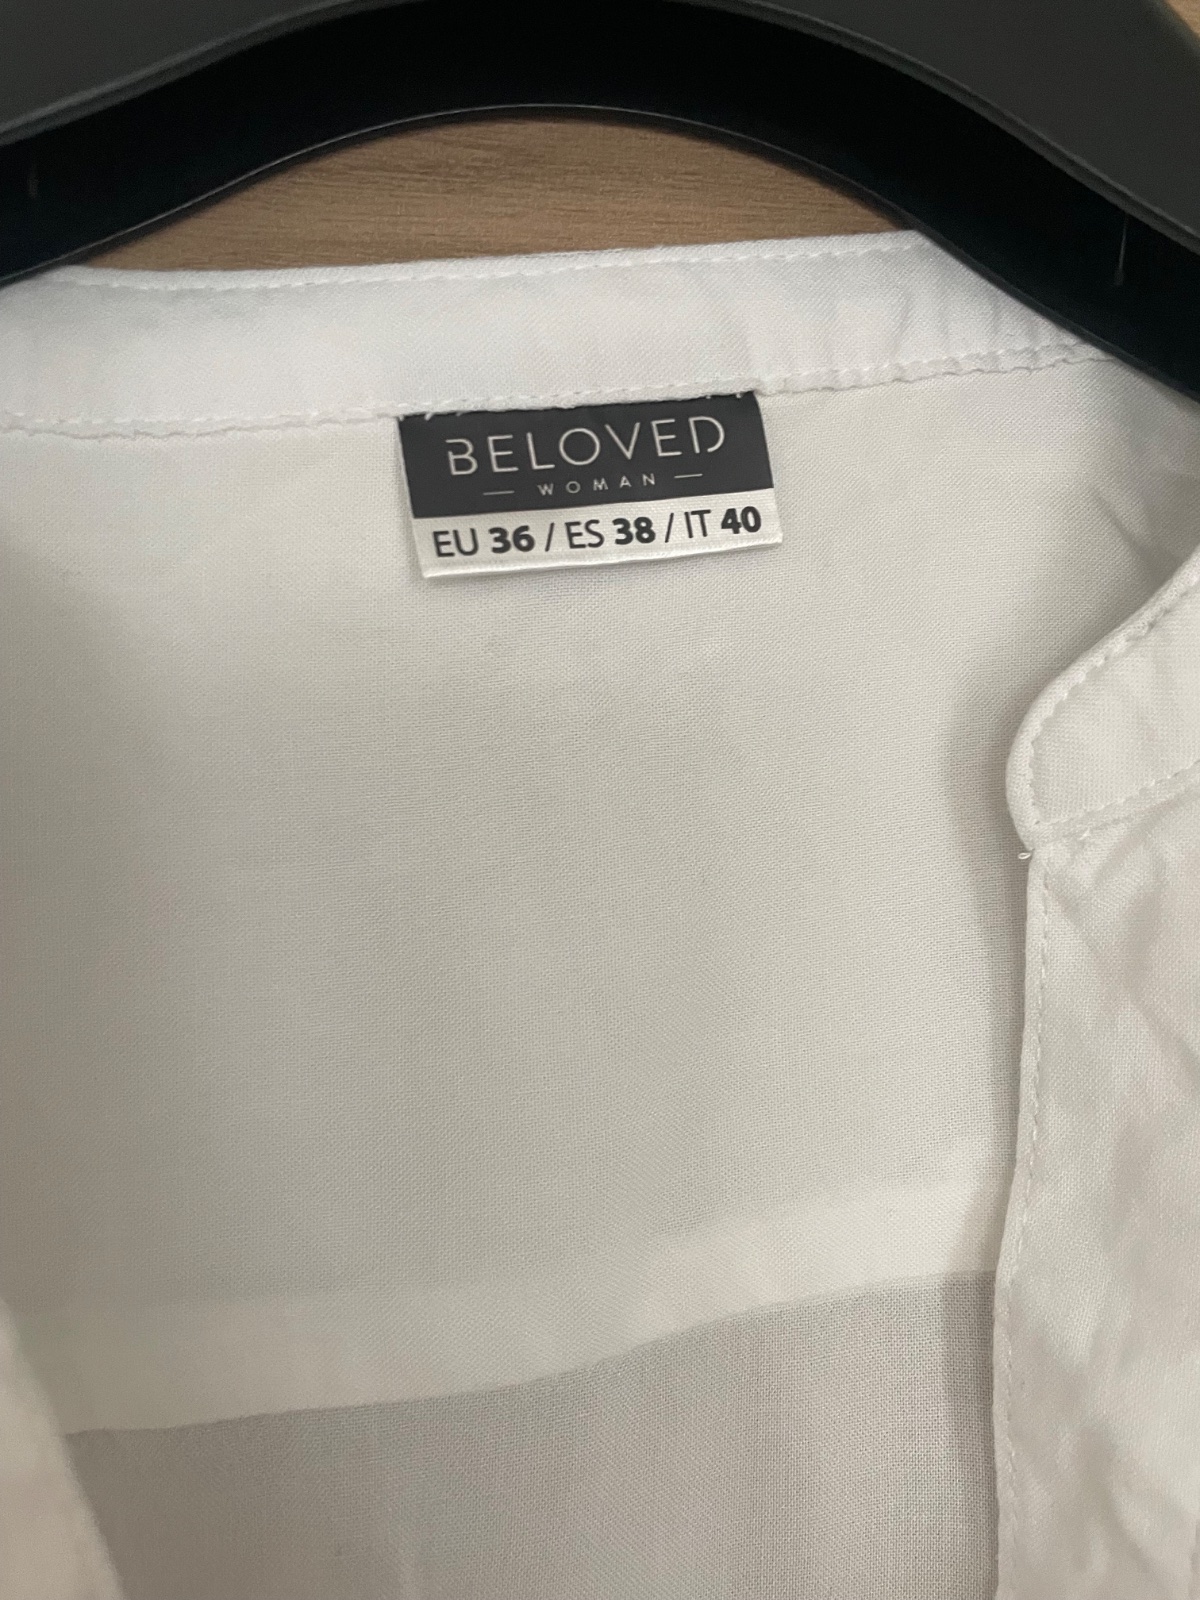 BELOVED
— WOMAN —
EU 36 / ES 38 / IT 40